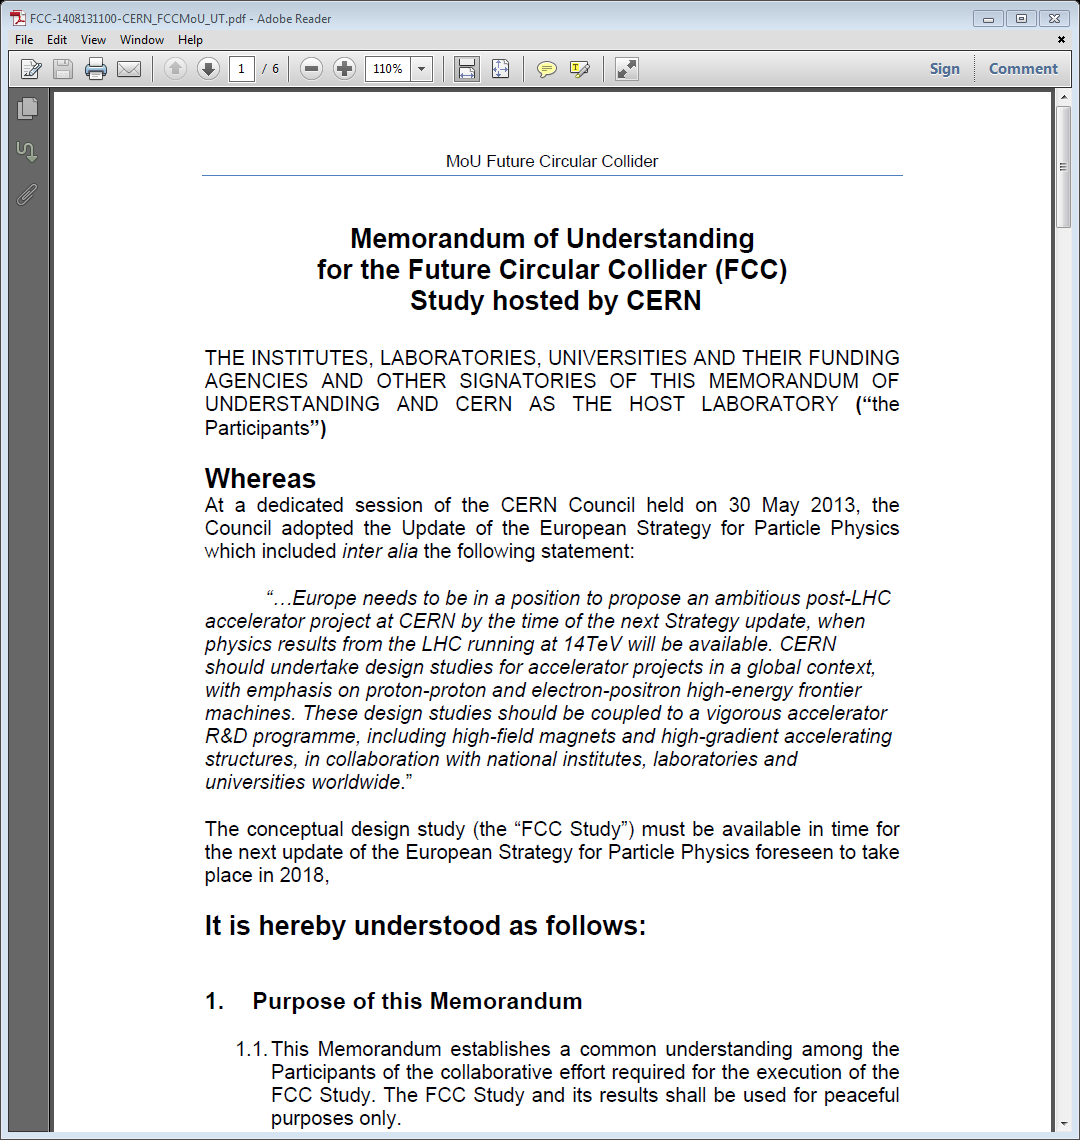 FCC-1408131100-CERN_FCCMoU_UT.pdf - Adobe Reader
File Edit View Window Help
1 / 6 110% Sign Comment
MoU Future Circular Collider
Memorandum of Understanding
for the Future Circular Collider (FCC)
Study hosted by CERN
THE INSTITUTES, LABORATORIES, UNIVERSITIES AND THEIR FUNDING
AGENCIES AND OTHER SIGNATORIES OF THIS MEMORANDUM OF
UNDERSTANDING AND CERN AS THE HOST LABORATORY (“the
Participants”)
Whereas
At a dedicated session of the CERN Council held on 30 May 2013, the
Council adopted the Update of the European Strategy for Particle Physics
which included inter alia the following statement:
“…Europe needs to be in a position to propose an ambitious post-LHC
accelerator project at CERN by the time of the next Strategy update, when
physics results from the LHC running at 14TeV will be available. CERN
should undertake design studies for accelerator projects in a global context,
with emphasis on proton-proton and electron-positron high-energy frontier
machines. These design studies should be coupled to a vigorous accelerator
R&D programme, including high-field magnets and high-gradient accelerating
structures, in collaboration with national institutes, laboratories and
universities worldwide.”
The conceptual design study (the “FCC Study”) must be available in time for
the next update of the European Strategy for Particle Physics foreseen to take
place in 2018,
It is hereby understood as follows:
1. Purpose of this Memorandum
1.1. This Memorandum establishes a common understanding among the
Participants of the collaborative effort required for the execution of the
FCC Study. The FCC Study and its results shall be used for peaceful
purposes only.